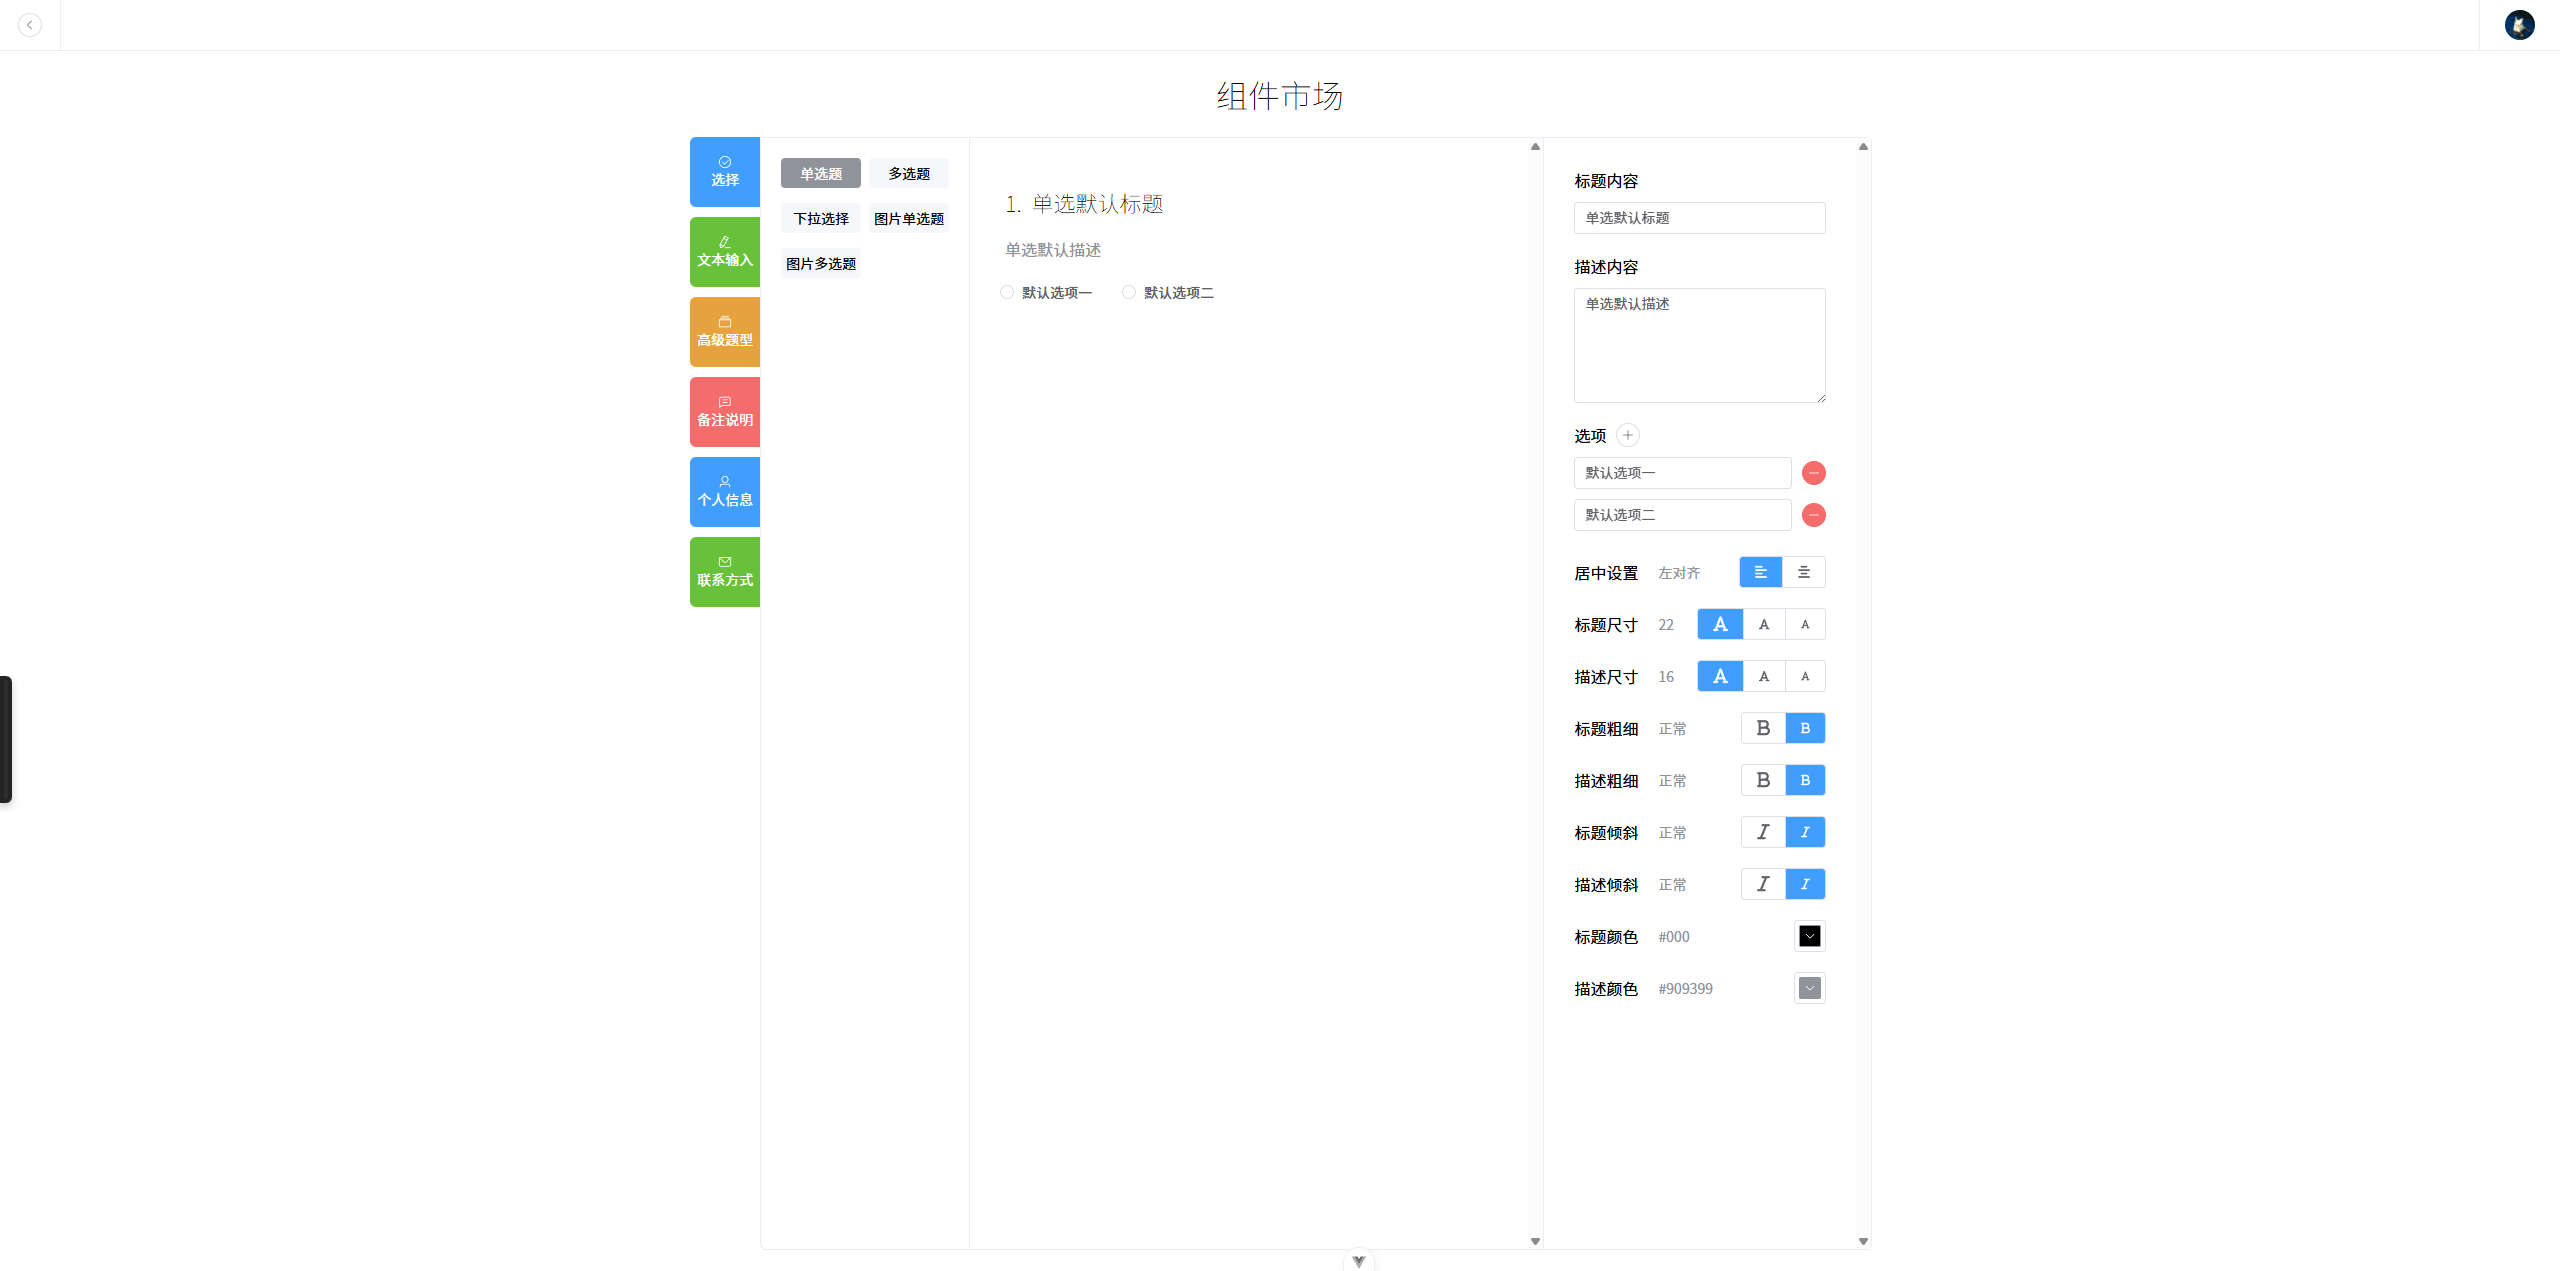 组件市场
选择
文本输入
高级题型
备注说明
个人信息
联系方式
单选题 多选题
下拉选择 图片单选题
图片多选题
1. 单选默认标题
单选默认描述
默认选项一 默认选项二
标题内容
单选默认标题
描述内容
单选默认描述
选项
默认选项一
默认选项二
居中设置 左对齐
标题尺寸 22 A A A
描述尺寸 16 A A A
标题粗细 正常 B B
描述粗细 正常 B B
标题倾斜 正常 I I
描述倾斜 正常 I I
标题颜色 #000
描述颜色 #909399